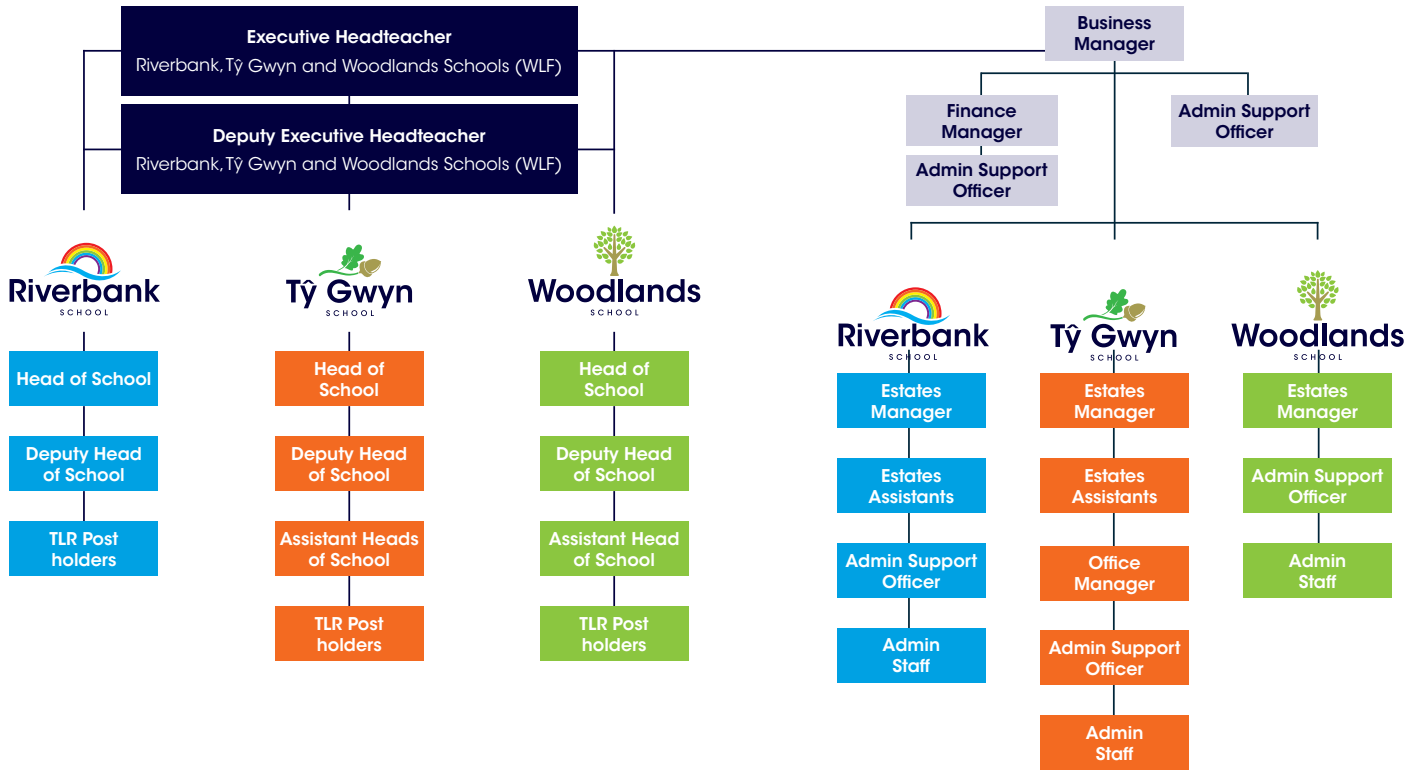 Executive Headteacher
Riverbank, Tŷ Gwyn and Woodlands Schools (WLF)
Deputy Executive Headteacher
Riverbank, Tŷ Gwyn and Woodlands Schools (WLF)
Business
Manager
Finance
Manager
Admin Support
Officer
Admin Support
Officer
Riverbank
SCHOOL
Head of School
Deputy Head
of School
TLR Post
holders
Tŷ Gwyn
SCHOOL
Head of
School
Deputy Head
of School
Assistant Heads
of School
TLR Post
holders
Woodlands
SCHOOL
Head of
School
Deputy Head
of School
Assistant Head
of School
TLR Post
holders
Riverbank
SCHOOL
Estates
Manager
Estates
Assistants
Admin Support
Officer
Admin
Staff
Tŷ Gwyn
SCHOOL
Estates
Manager
Estates
Assistants
Office
Manager
Admin Support
Officer
Admin
Staff
Woodlands
SCHOOL
Estates
Manager
Admin Support
Officer
Admin
Staff